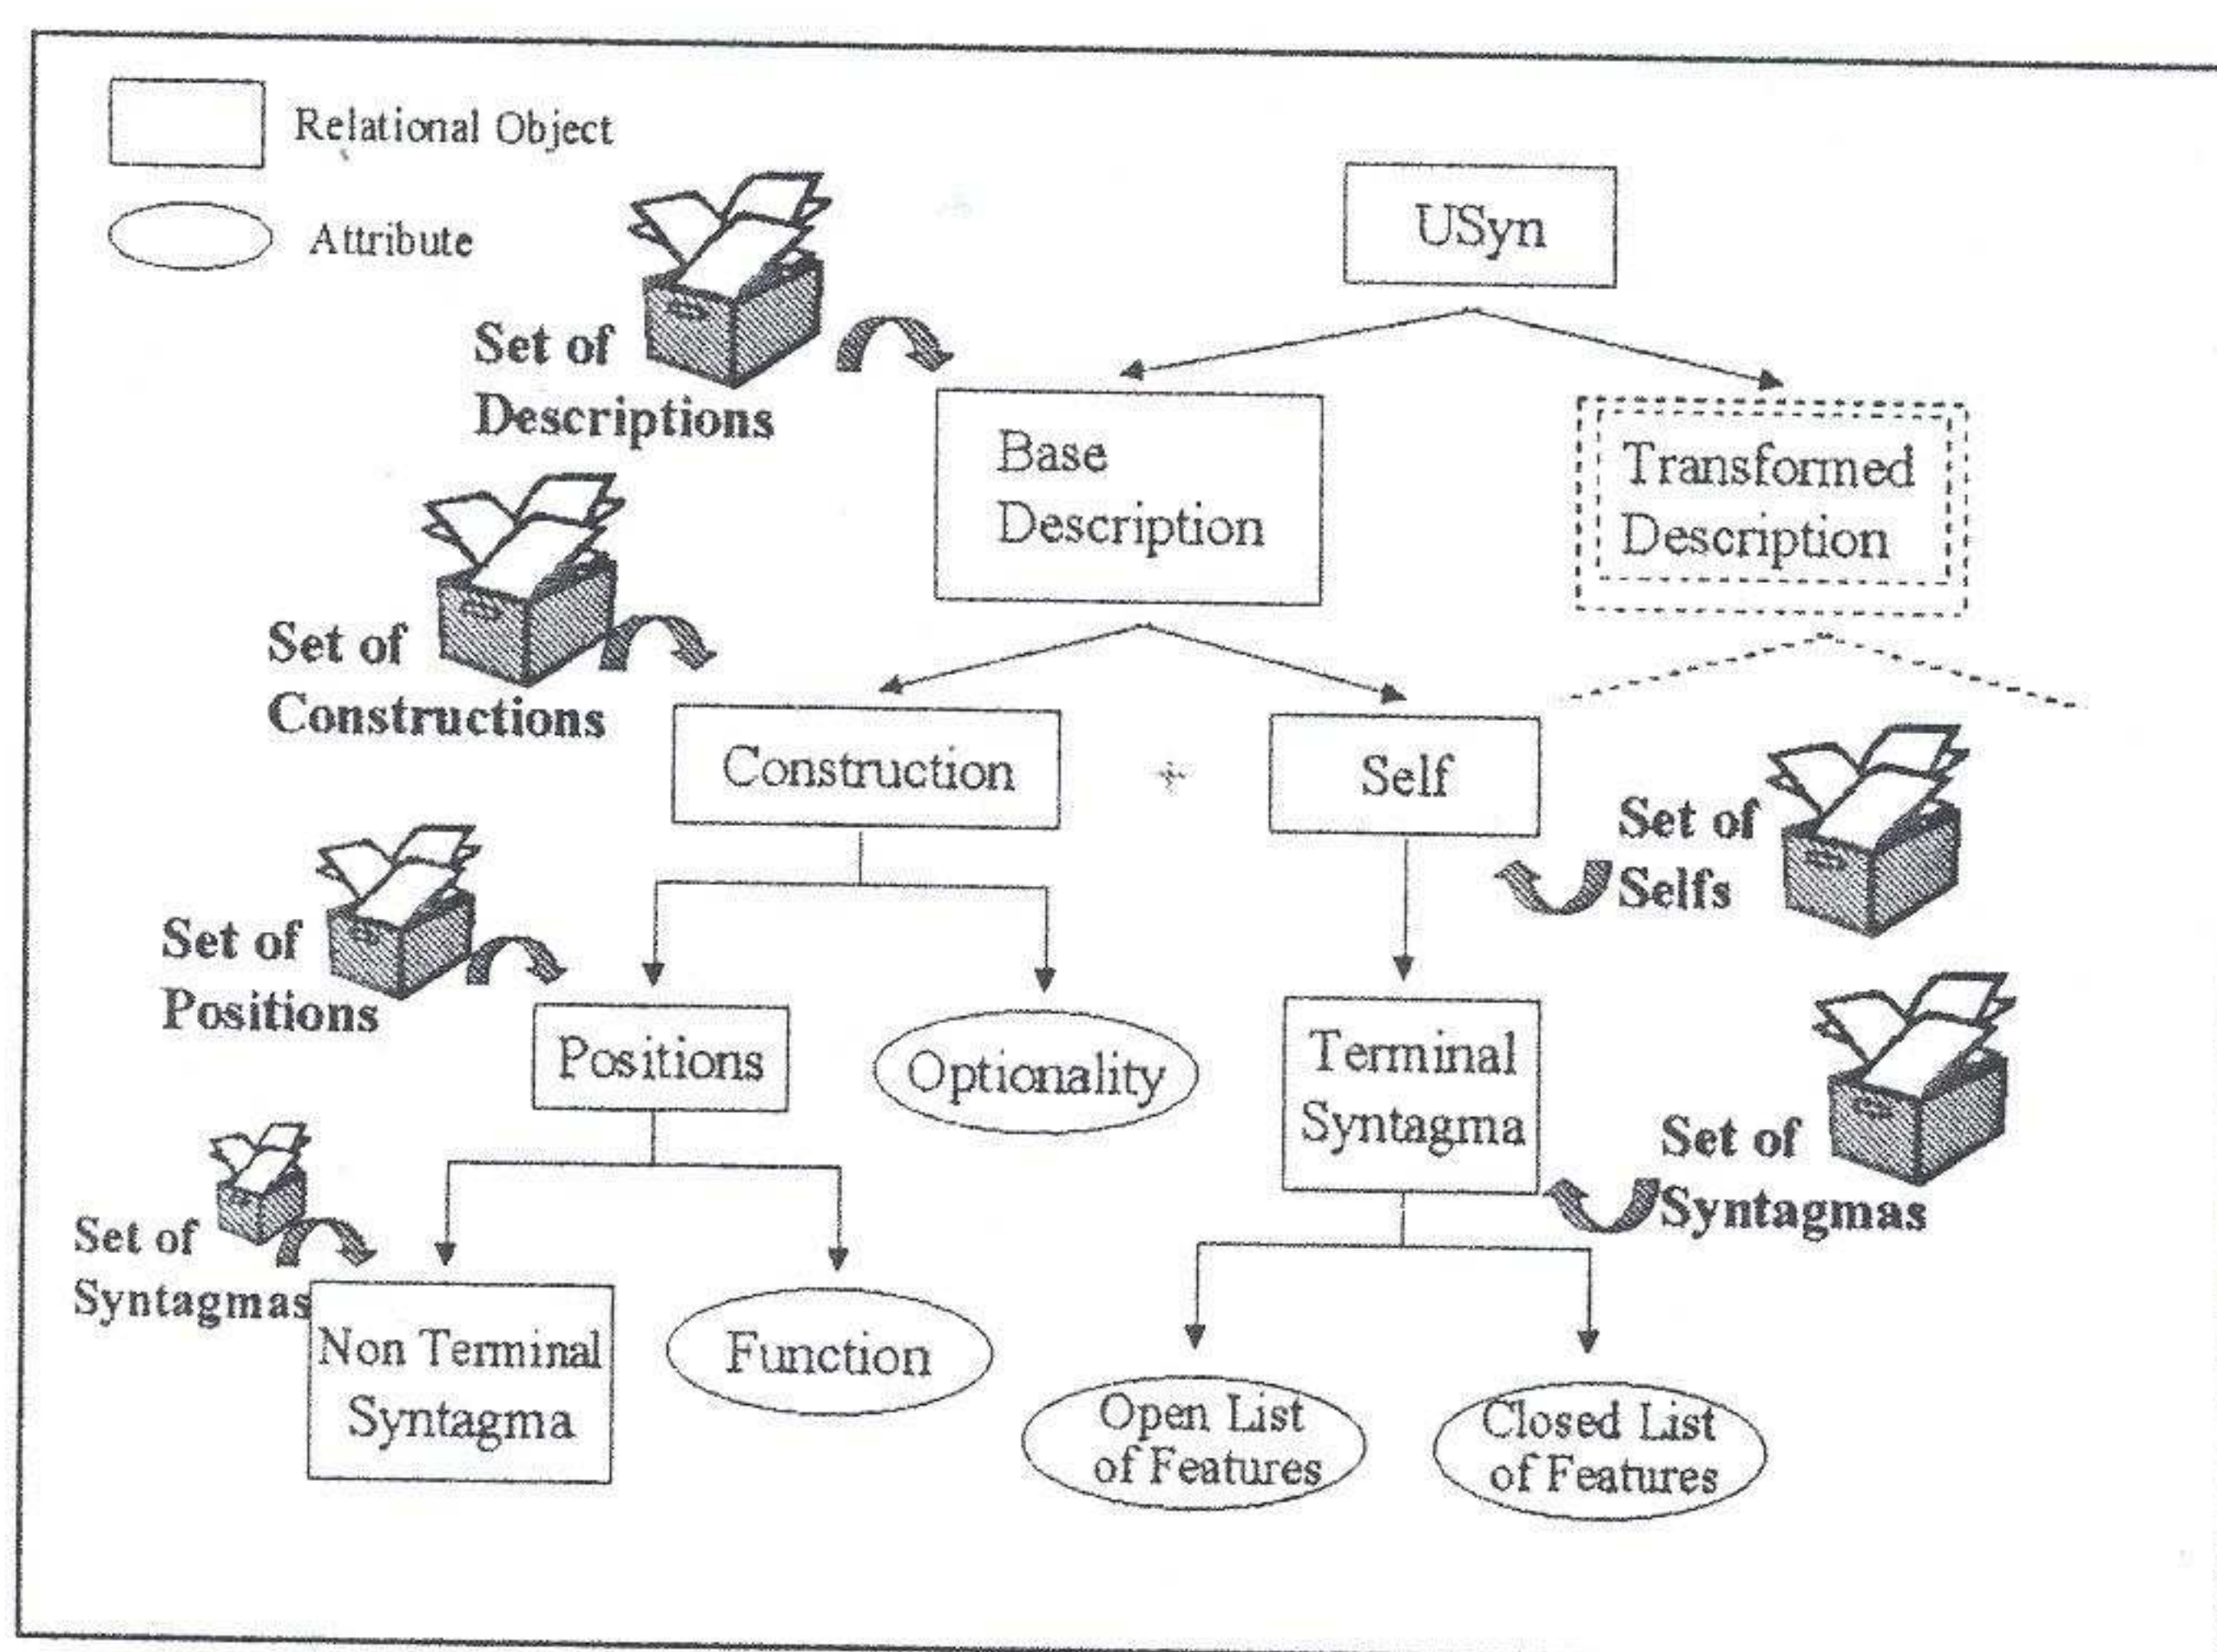 Relational Object
Attribute
USyn
Set of
Descriptions
Base
Description
Transformed
Description
Set of
Constructions
Construction
Self
Set of
Selfs
Set of
Positions
Positions
Optionality
Terminal
Syntagma
Set of
Syntagmas
Set of
Syntagmas
Non Terminal
Syntagma
Function
Open List
of Features
Closed List
of Features